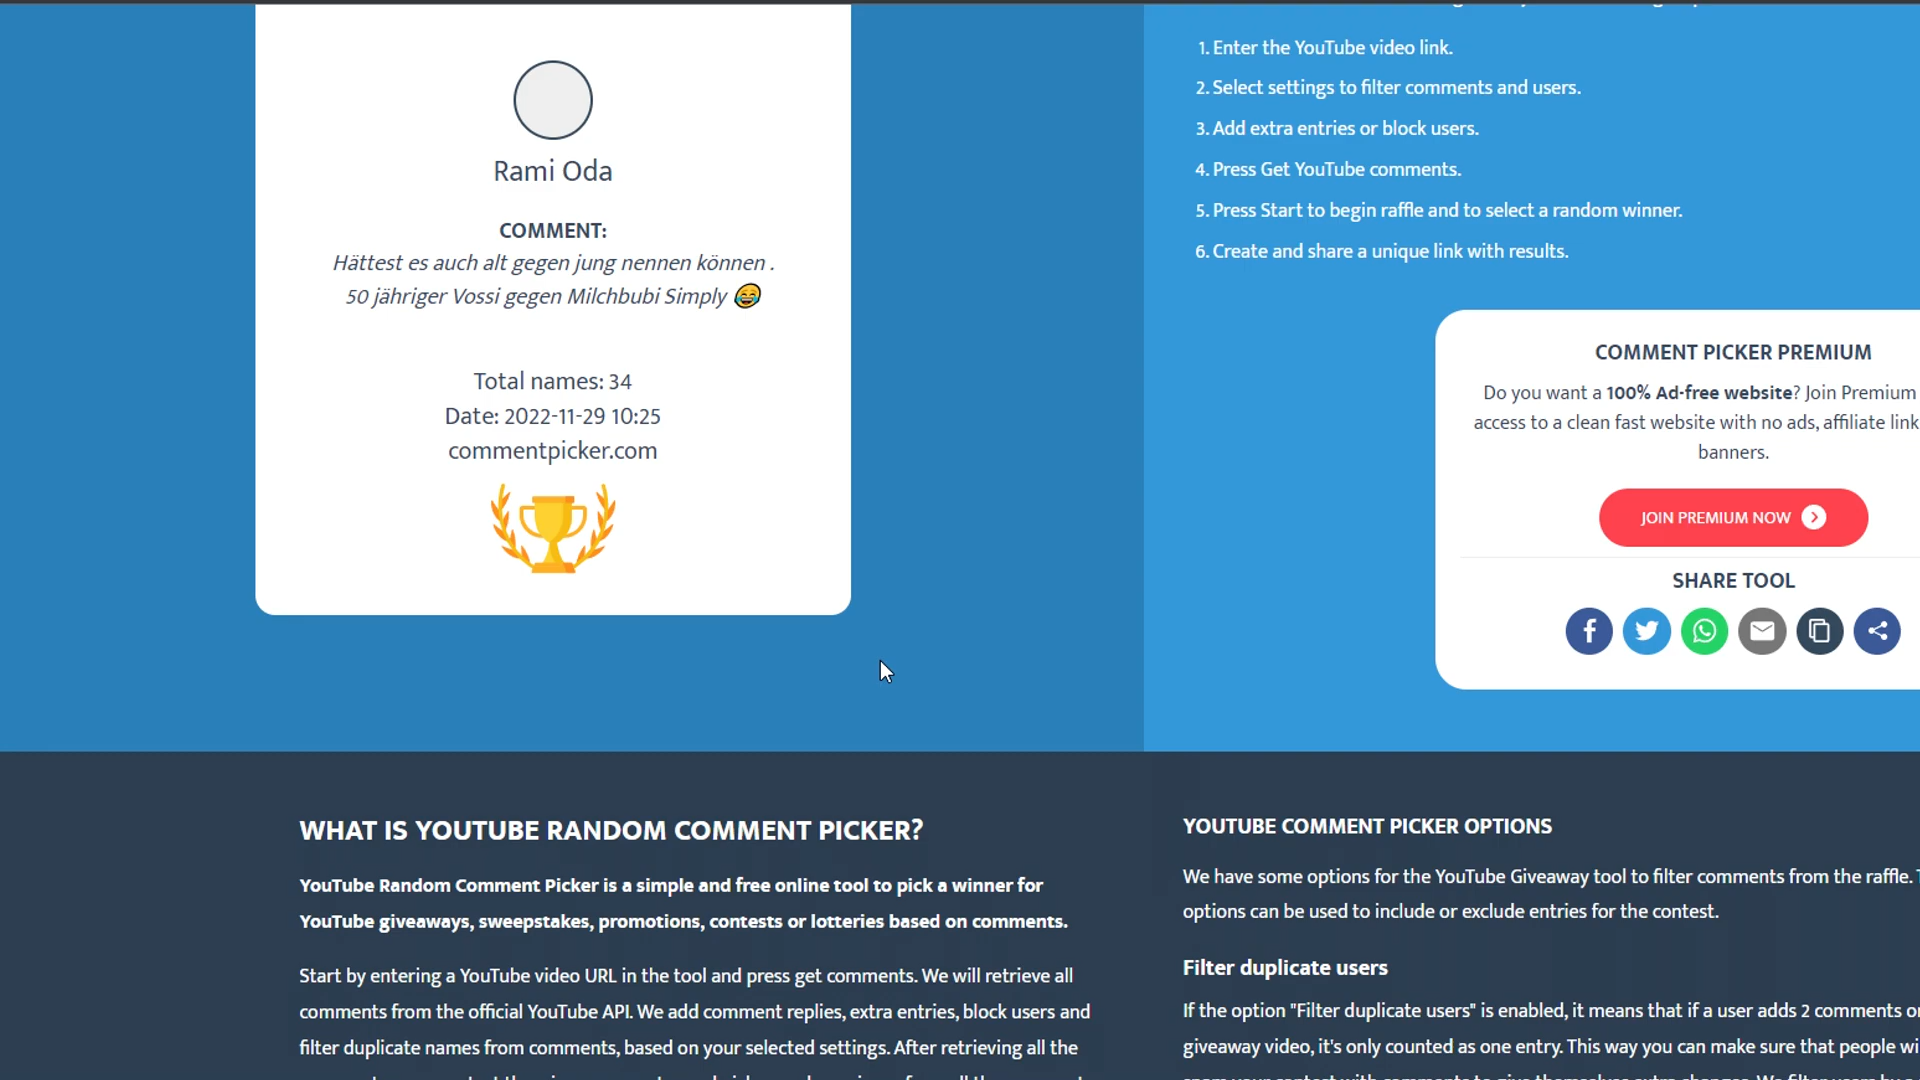 Rami Oda
COMMENT:
Hättest es auch alt gegen jung nennen können .
50 jähriger Vossi gegen Milchbubi Simply 😂
Total names: 34
Date: 2022-11-29 10:25
commentpicker.com
1. Enter the YouTube video link.
2. Select settings to filter comments and users.
3. Add extra entries or block users.
4. Press Get YouTube comments.
5. Press Start to begin raffle and to select a random winner.
6. Create and share a unique link with results.
COMMENT PICKER PREMIUM
Do you want a 100% Ad-free website? Join Premium
access to a clean fast website with no ads, affiliate link
banners.
JOIN PREMIUM NOW
SHARE TOOL
WHAT IS YOUTUBE RANDOM COMMENT PICKER?
YouTube Random Comment Picker is a simple and free online tool to pick a winner for
YouTube giveaways, sweepstakes, promotions, contests or lotteries based on comments.
Start by entering a YouTube video URL in the tool and press get comments. We will retrieve all
comments from the official YouTube API. We add comment replies, extra entries, block users and
filter duplicate names from comments, based on your selected settings. After retrieving all the
YOUTUBE COMMENT PICKER OPTIONS
We have some options for the YouTube Giveaway tool to filter comments from the raffle.
options can be used to include or exclude entries for the contest.
Filter duplicate users
If the option "Filter duplicate users" is enabled, it means that if a user adds 2 comments
giveaway video, it's only counted as one entry. This way you can make sure that people